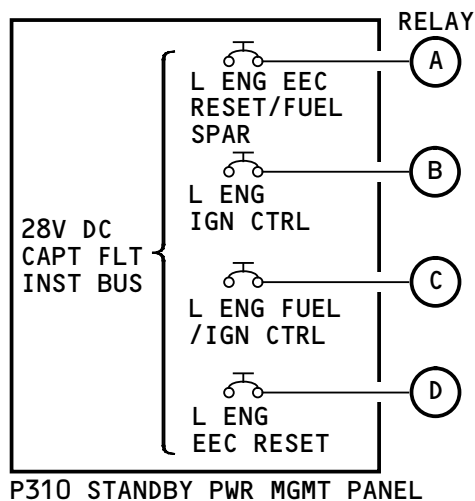 RELAY
A
L ENG EEC
RESET/FUEL
SPAR
B
L ENG
IGN CTRL
28V DC
CAPT FLT
INST BUS
C
L ENG FUEL
/IGN CTRL
D
L ENG
EEC RESET
P310 STANDBY PWR MGMT PANEL